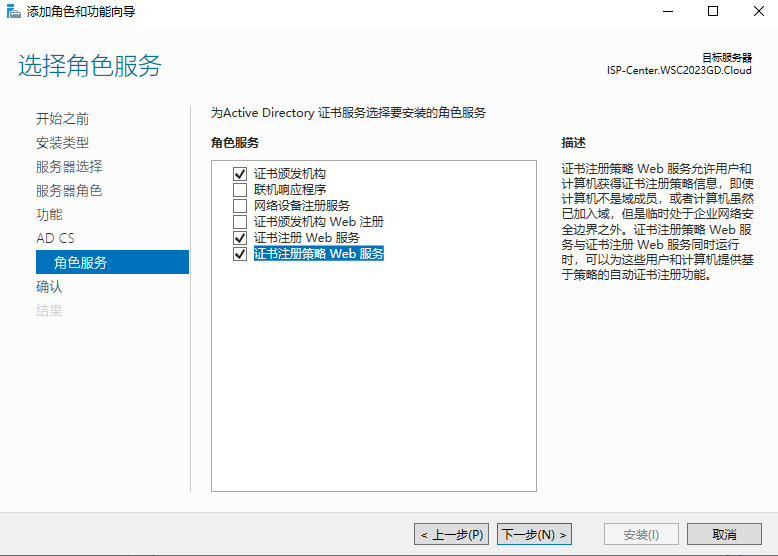 添加角色和功能向导
选择角色服务
目标服务器
ISP-Center.WSC2023GD.Cloud
开始之前
安装类型
服务器选择
服务器角色
功能
AD CS
角色服务
确认
结果
为Active Directory 证书服务选择要安装的角色服务
角色服务
证书颁发机构
联机响应程序
网络设备注册服务
证书颁发机构 Web 注册
证书注册 Web 服务
证书注册策略 Web 服务
描述
证书注册策略 Web 服务允许用户和
计算机获得证书注册策略信息，即使
计算机不是域成员，或者计算机虽然
已加入域，但是临时处于企业网络安
全边界之外。证书注册策略 Web 服
务与证书注册 Web 服务同时运行
时，可以为这些用户和计算机提供基
于策略的自动证书注册功能。
< 上一步(P)
下一步(N) >
安装(I)
取消